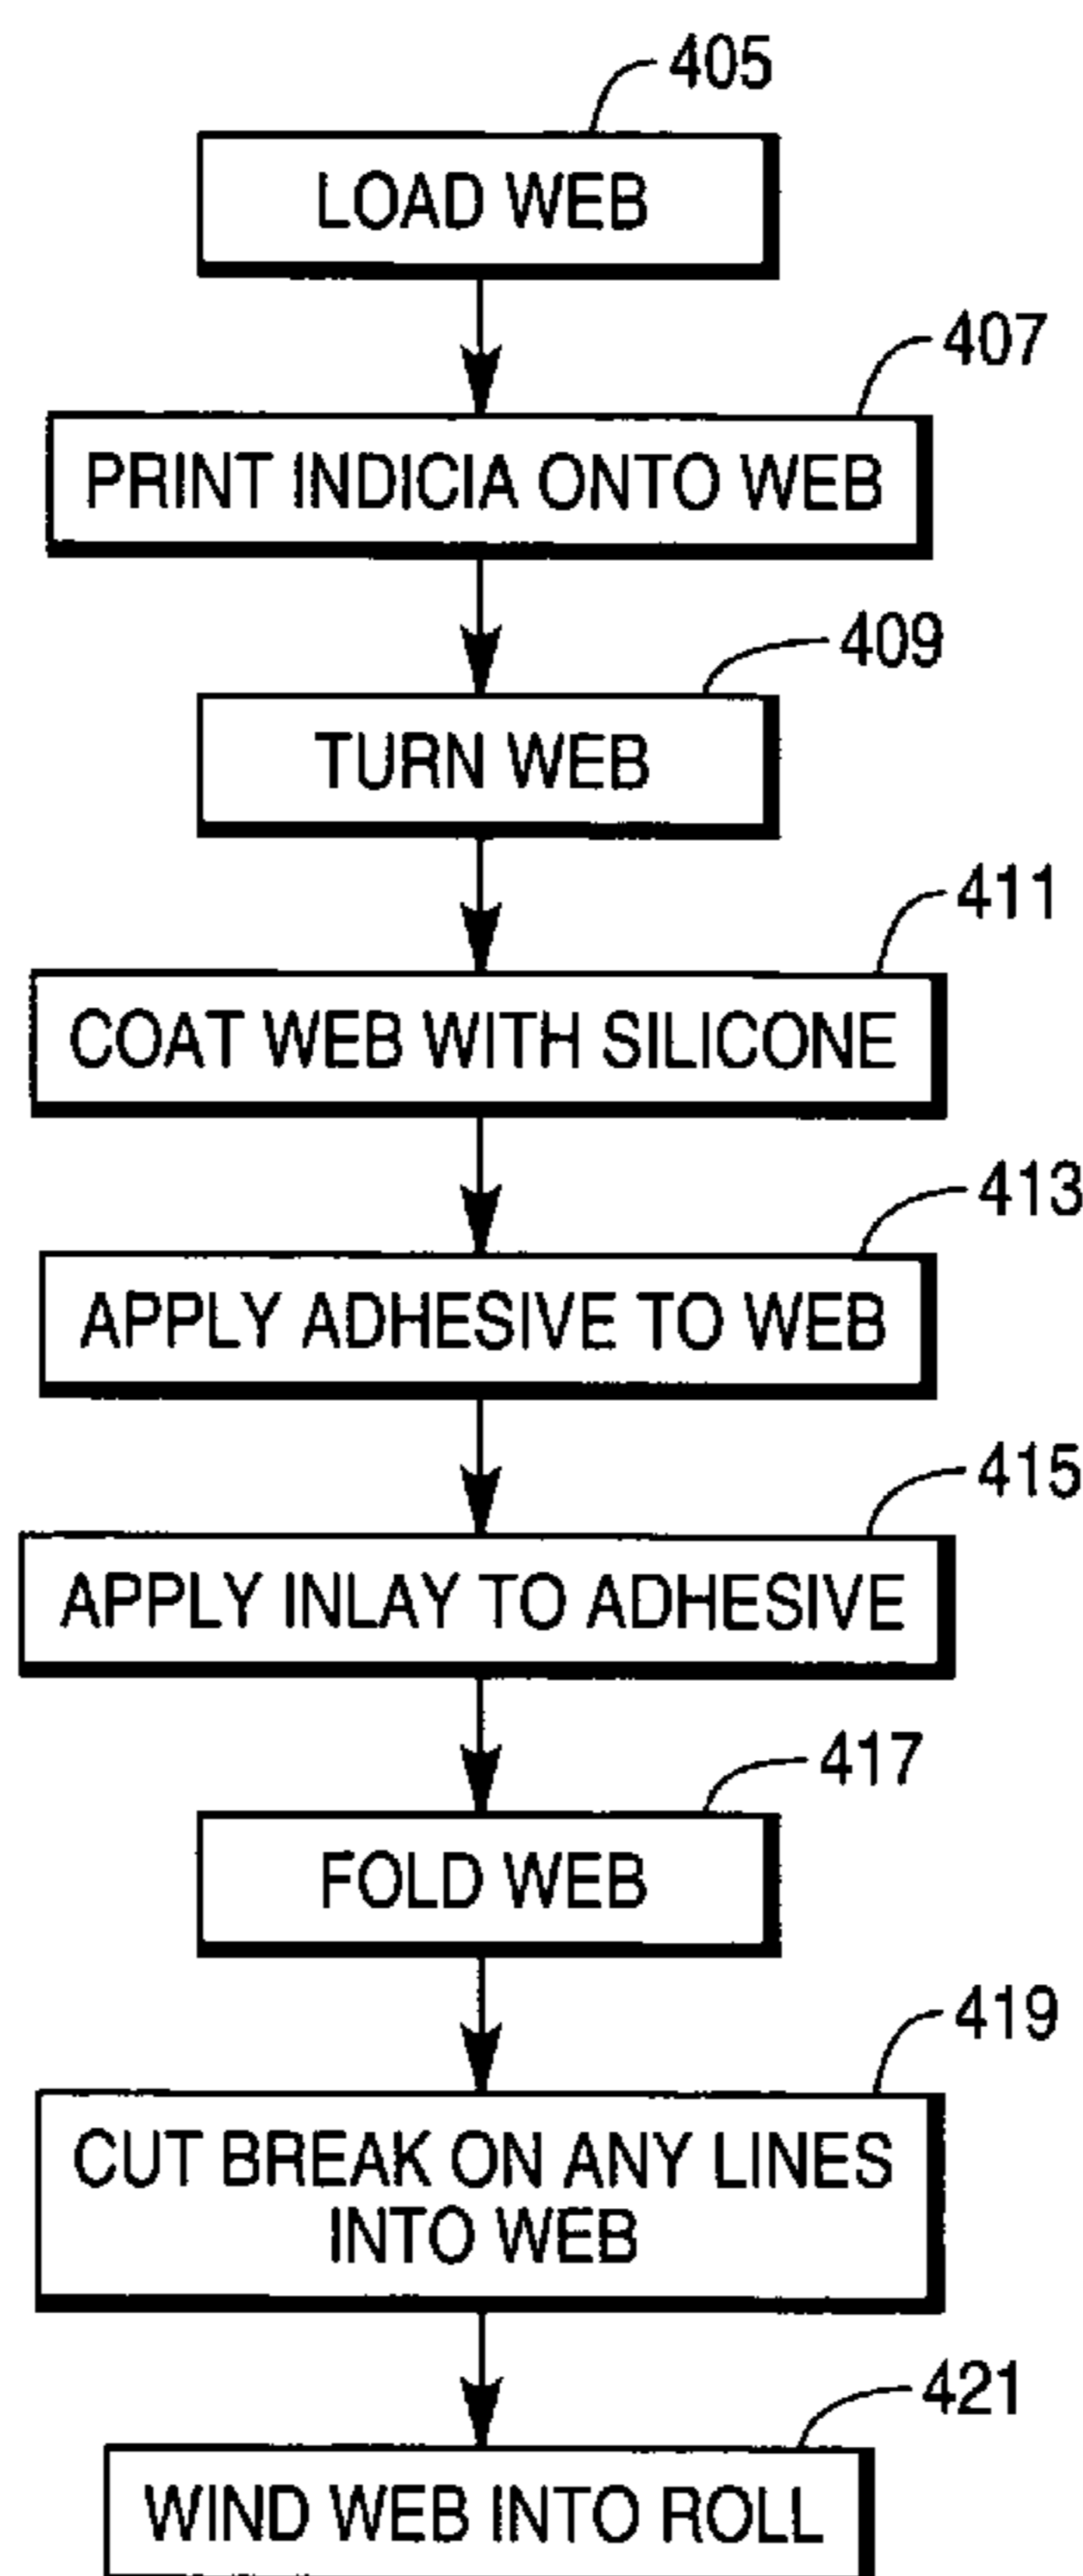 405
LOAD WEB
407
PRINT INDICIA ONTO WEB
409
TURN WEB
411
COAT WEB WITH SILICONE
413
APPLY ADHESIVE TO WEB
415
APPLY INLAY TO ADHESIVE
417
FOLD WEB
419
CUT BREAK ON ANY LINES
INTO WEB
421
WIND WEB INTO ROLL